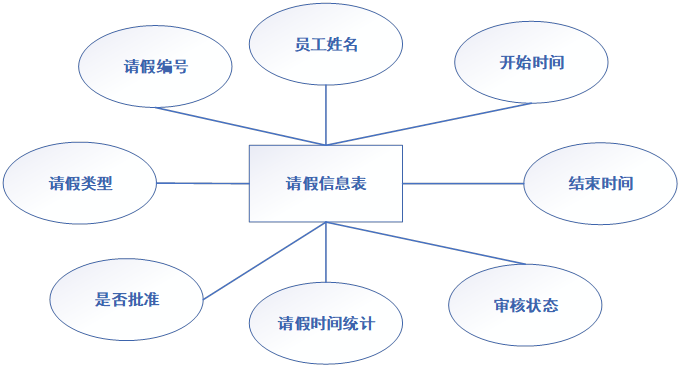 员工姓名
请假编号
开始时间
请假类型
请假信息表
结束时间
是否批准
请假时间统计
审核状态